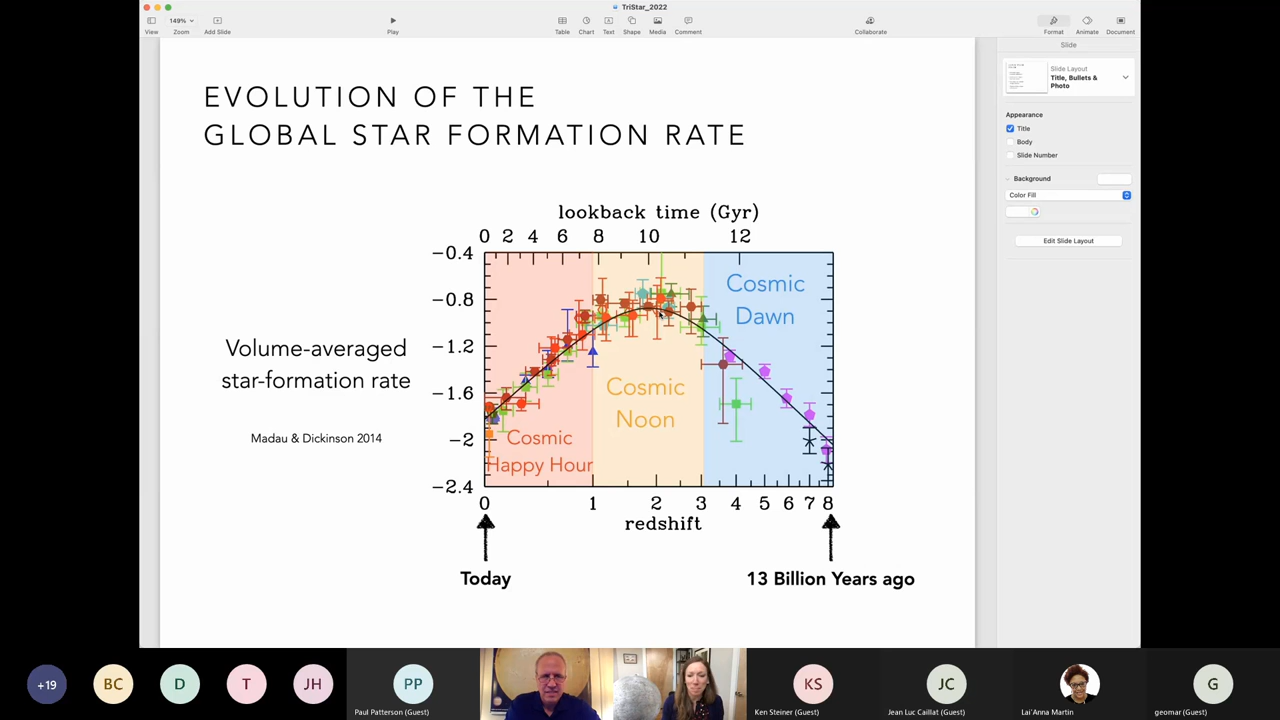 TriStar_2022
149%
View
Zoom
Add Slide
Play
Table
Chart
Text
Shape
Media
Comment
Collaborate
Format
Animate
Document
Slide
Slide Layout
Title, Bullets &
Photo
Appearance
Title
Body
Slide Number
Background
Color Fill
Edit Slide Layout
EVOLUTION OF THE
GLOBAL STAR FORMATION RATE
lookback time (Gyr)
0 2 4 6 8 10 12
-0.4
-0.8
-1.2
-1.6
-2
-2.4
Volume-averaged
star-formation rate
Madau & Dickinson 2014
Cosmic
Happy Hour
Cosmic
Noon
Cosmic
Dawn
0 1 2 3 4 5 6 7 8
redshift
Today
13 Billion Years ago
+19
BC
D
T
JH
PP
Paul Patterson (Guest)
KS
Ken Steiner (Guest)
JC
Jean Luc Caillat (Guest)
Lai'Anna Martin
G
geomar (Guest)